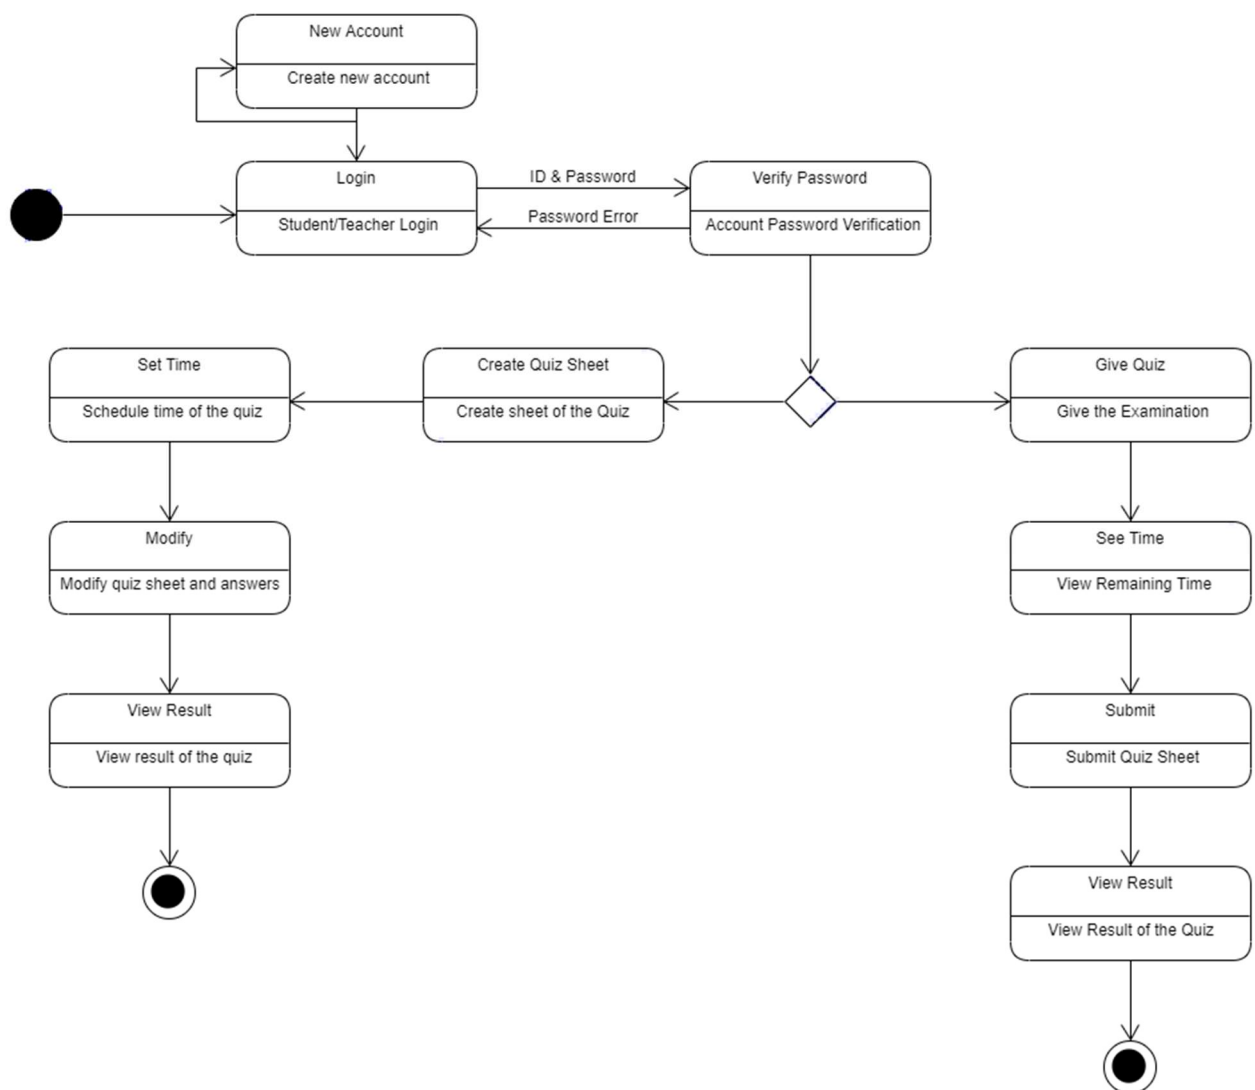 New Account
Create new account
Login
Student/Teacher Login
ID & Password
Password Error
Verify Password
Account Password Verification
Set Time
Schedule time of the quiz
Create Quiz Sheet
Create sheet of the Quiz
Give Quiz
Give the Examination
Modify
Modify quiz sheet and answers
See Time
View Remaining Time
View Result
View result of the quiz
Submit
Submit Quiz Sheet
View Result
View Result of the Quiz